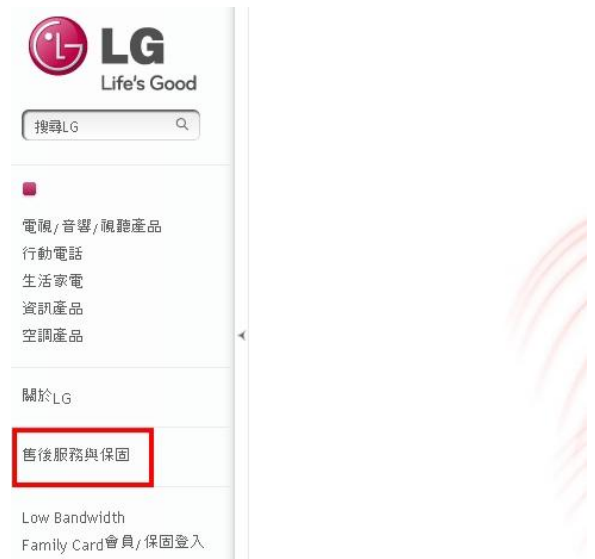 LG
Life's Good
搜尋LG
電視/音響/視聽產品
行動電話
生活家電
資訊產品
空調產品
關於LG
售後服務與保固
Low Bandwidth
Family Card會員/保固登入